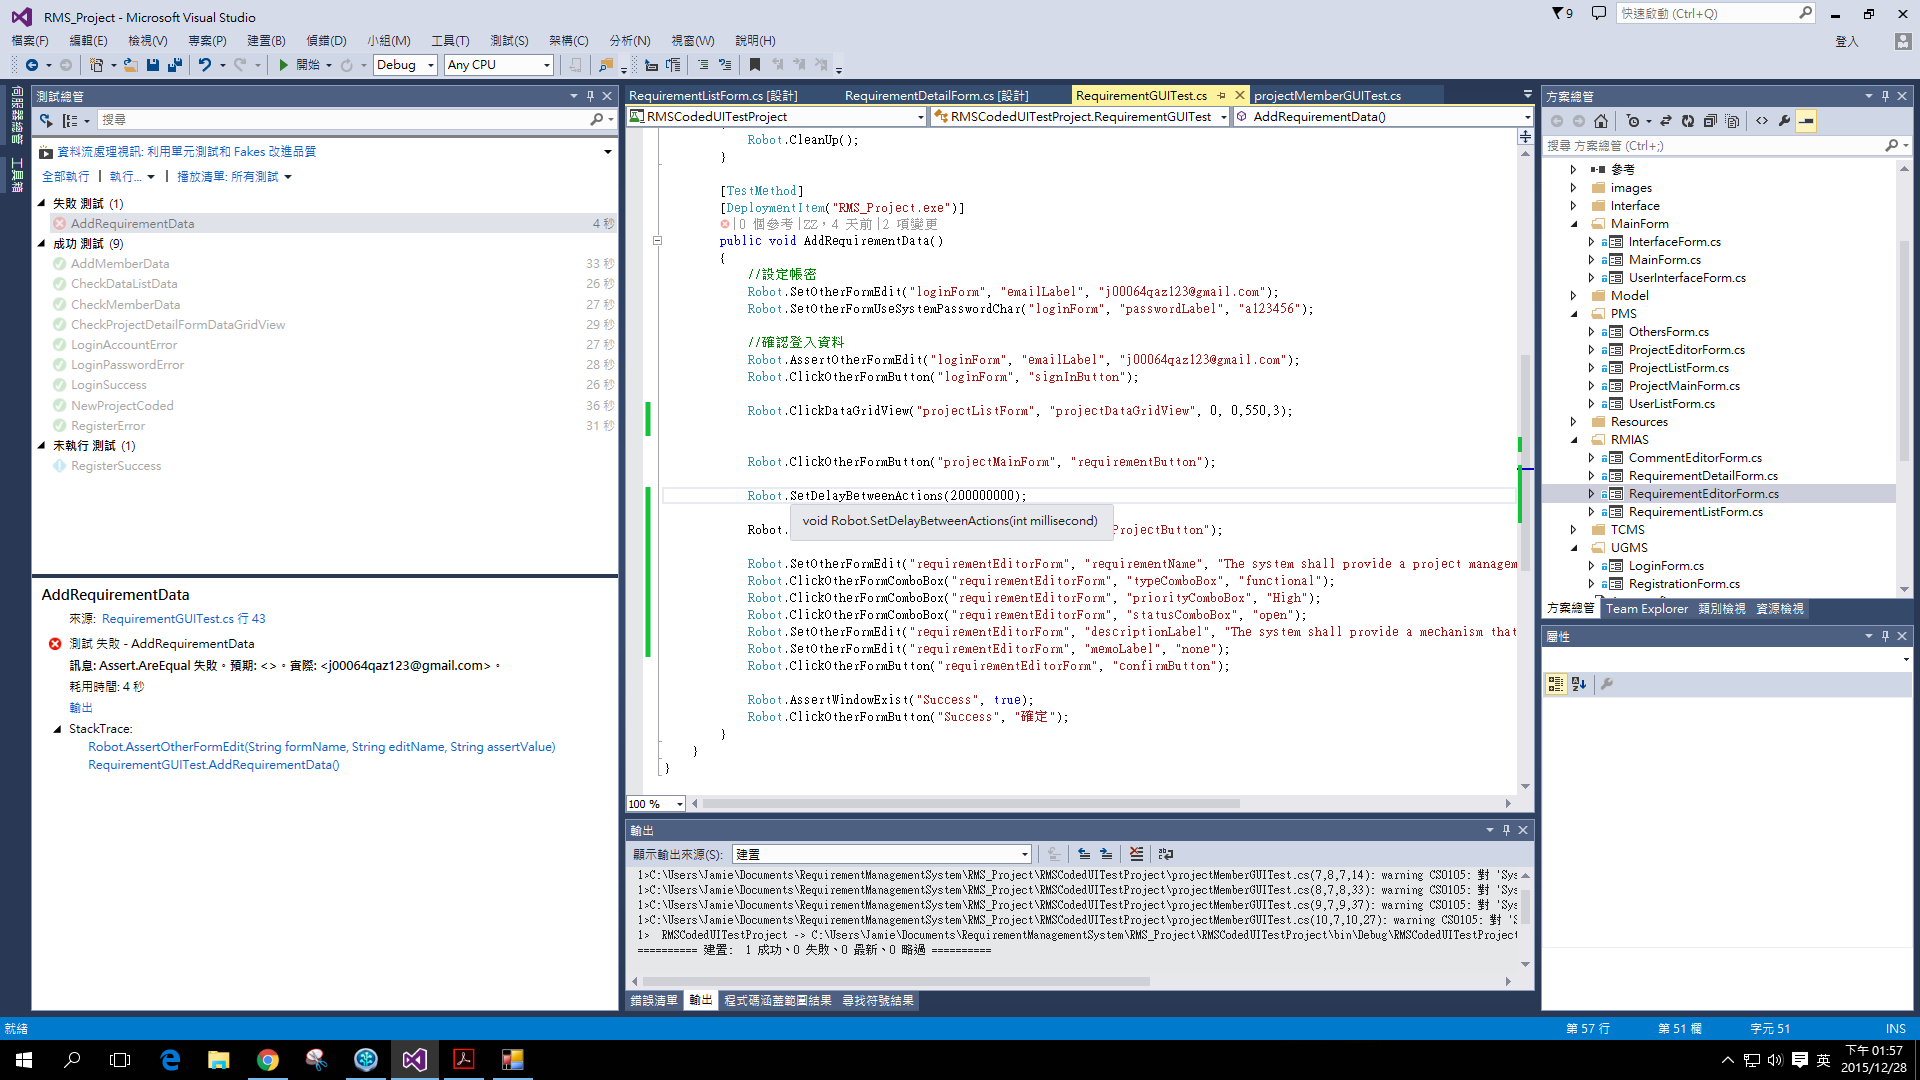 RMS_Project - Microsoft Visual Studio
9
快速啟動 (Ctrl+Q)
檔案(F) 編輯(E) 檢視(V) 專案(P) 建置(B) 偵錯(D) 小組(M) 工具(T) 測試(S) 架構(C) 分析(N) 視窗(W) 說明(H)
登入
開始 Debug Any CPU
伺服器總管
工具箱
測試總管
搜尋
資料流處理視訊: 利用單元測試和 Fakes 改進品質
全部執行 | 執行... | 播放清單: 所有測試
失敗 測試 (1)
AddRequirementData 4 秒
成功 測試 (9)
AddMemberData 33 秒
CheckDataListData 26 秒
CheckMemberData 27 秒
CheckProjectDetailFormDataGridView 29 秒
LoginAccountError 27 秒
LoginPasswordError 28 秒
LoginSuccess 26 秒
NewProjectCoded 36 秒
RegisterError 31 秒
未執行 測試 (1)
RegisterSuccess
AddRequirementData
來源: RequirementGUITest.cs 行 43
測試 失敗 - AddRequirementData
訊息: Assert.AreEqual 失敗。預期: <>。實際: <j00064qaz123@gmail.com>。
耗用時間: 4 秒
輸出
StackTrace:
Robot.AssertOtherFormEdit(String formName, String editName, String assertValue)
RequirementGUITest.AddRequirementData()
RequirementListForm.cs [設計] RequirementDetailForm.cs [設計] RequirementGUITest.cs projectMemberGUITest.cs
RMSCodedUITestProject RMSCodedUITestProject.RequirementGUITest AddRequirementData()
Robot.CleanUp();
}
[TestMethod]
[DeploymentItem("RMS_Project.exe")]
|0 個參考|ZZ，4 天前|2 項變更
public void AddRequirementData()
{
//設定帳密
Robot.SetOtherFormEdit("loginForm", "emailLabel", "j00064qaz123@gmail.com");
Robot.SetOtherFormUseSystemPasswordChar("loginForm", "passwordLabel", "a123456");
//確認登入資料
Robot.AssertOtherFormEdit("loginForm", "emailLabel", "j00064qaz123@gmail.com");
Robot.ClickOtherFormButton("loginForm", "signInButton");
Robot.ClickDataGridView("projectListForm", "projectDataGridView", 0, 0,550,3);
Robot.ClickOtherFormButton("projectMainForm", "requirementButton");
Robot.SetDelayBetweenActions(200000000);
void Robot.SetDelayBetweenActions(int millisecond)
Robot. ProjectButton");
Robot.SetOtherFormEdit("requirementEditorForm", "requirementName", "The system shall provide a project managem
Robot.ClickOtherFormComboBox("requirementEditorForm", "typeComboBox", "functional");
Robot.ClickOtherFormComboBox("requirementEditorForm", "priorityComboBox", "High");
Robot.ClickOtherFormComboBox("requirementEditorForm", "statusComboBox", "open");
Robot.SetOtherFormEdit("requirementEditorForm", "descriptionLabel", "The system shall provide a mechanism that
Robot.SetOtherFormEdit("requirementEditorForm", "memoLabel", "none");
Robot.ClickOtherFormButton("requirementEditorForm", "confirmButton");
Robot.AssertWindowExist("Success", true);
Robot.ClickOtherFormButton("Success", "確定");
}
}
}
100 %
輸出
顯示輸出來源(S): 建置
1>C:\Users\Jamie\Documents\RequirementManagementSystem\RMS_Project\RMSCodedUITestProject\projectMemberGUITest.cs(7,8,7,14): warning CS0105: 對 'Sys
1>C:\Users\Jamie\Documents\RequirementManagementSystem\RMS_Project\RMSCodedUITestProject\projectMemberGUITest.cs(8,7,8,33): warning CS0105: 對 'Sys
1>C:\Users\Jamie\Documents\RequirementManagementSystem\RMS_Project\RMSCodedUITestProject\projectMemberGUITest.cs(9,7,9,37): warning CS0105: 對 'Sys
1>C:\Users\Jamie\Documents\RequirementManagementSystem\RMS_Project\RMSCodedUITestProject\projectMemberGUITest.cs(10,7,10,27): warning CS0105: 對 'S
1> RMSCodedUITestProject -> C:\Users\Jamie\Documents\RequirementManagementSystem\RMS_Project\RMSCodedUITestProject\bin\Debug\RMSCodedUITestProject
========== 建置: 1 成功、0 失敗、0 最新、0 略過 ==========
錯誤清單 輸出 程式碼涵蓋範圍結果 尋找符號結果
方案總管
搜尋 方案總管 (Ctrl+;)
參考
images
Interface
MainForm
InterfaceForm.cs
MainForm.cs
UserInterfaceForm.cs
Model
PMS
OthersForm.cs
ProjectEditorForm.cs
ProjectListForm.cs
ProjectMainForm.cs
UserListForm.cs
Resources
RMIAS
CommentEditorForm.cs
RequirementDetailForm.cs
RequirementEditorForm.cs
RequirementListForm.cs
TCMS
UGMS
LoginForm.cs
RegistrationForm.cs
方案總管 Team Explorer 類別檢視 資源檢視
屬性
就緒 第 57 行 第 51 欄 字元 51 INS
英
下午 01:57
2015/12/28